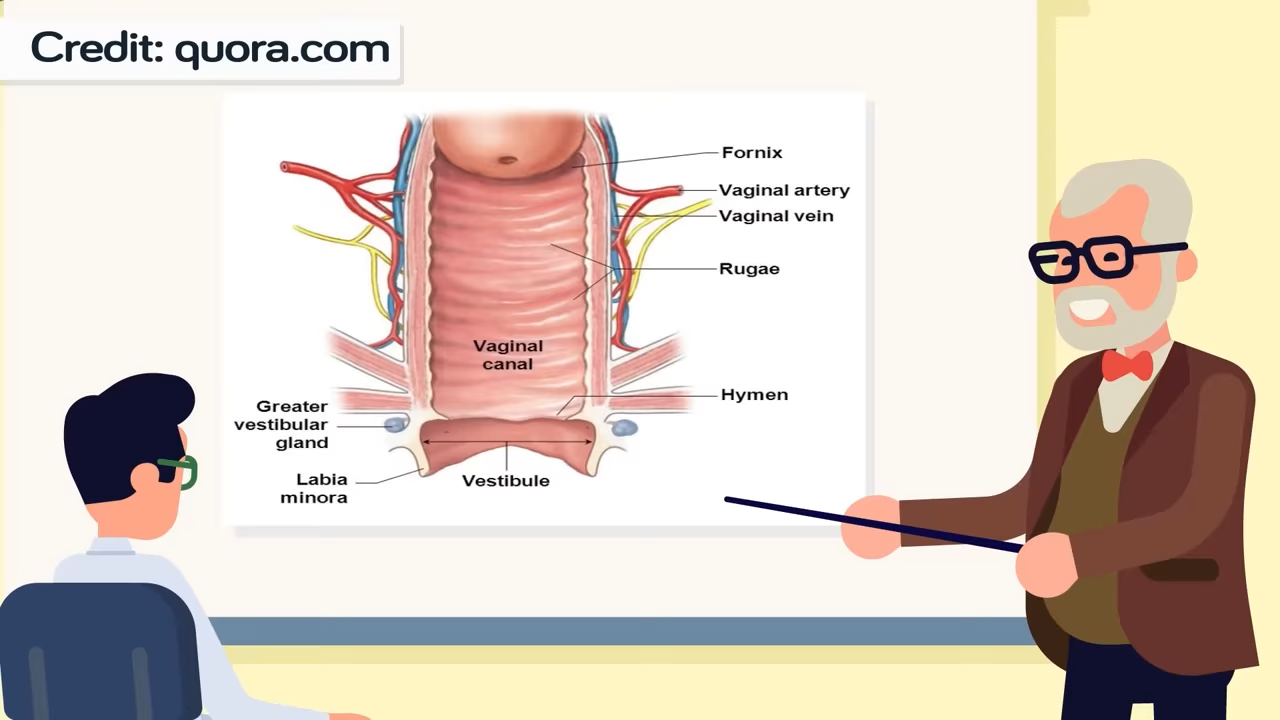 Credit: quora.com
Fornix
Vaginal artery
Vaginal vein
Rugae
Vaginal
canal
Hymen
Greater
vestibular
gland
Labia
minora
Vestibule